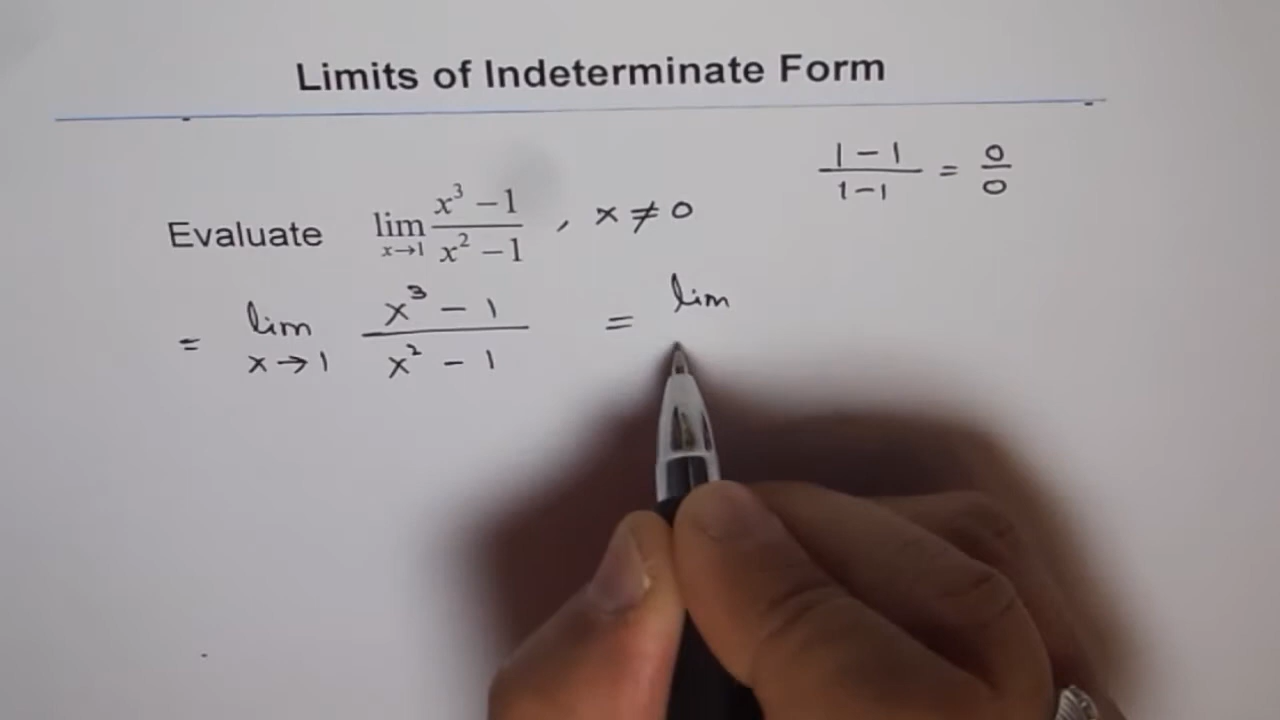 Limits of Indeterminate Form
1 - 1 / 1 - 1 = 0 / 0
Evaluate lim x→1 x³ - 1 / x² - 1 , x ≠ 0
= lim x→1 x³ - 1 / x² - 1 = lim